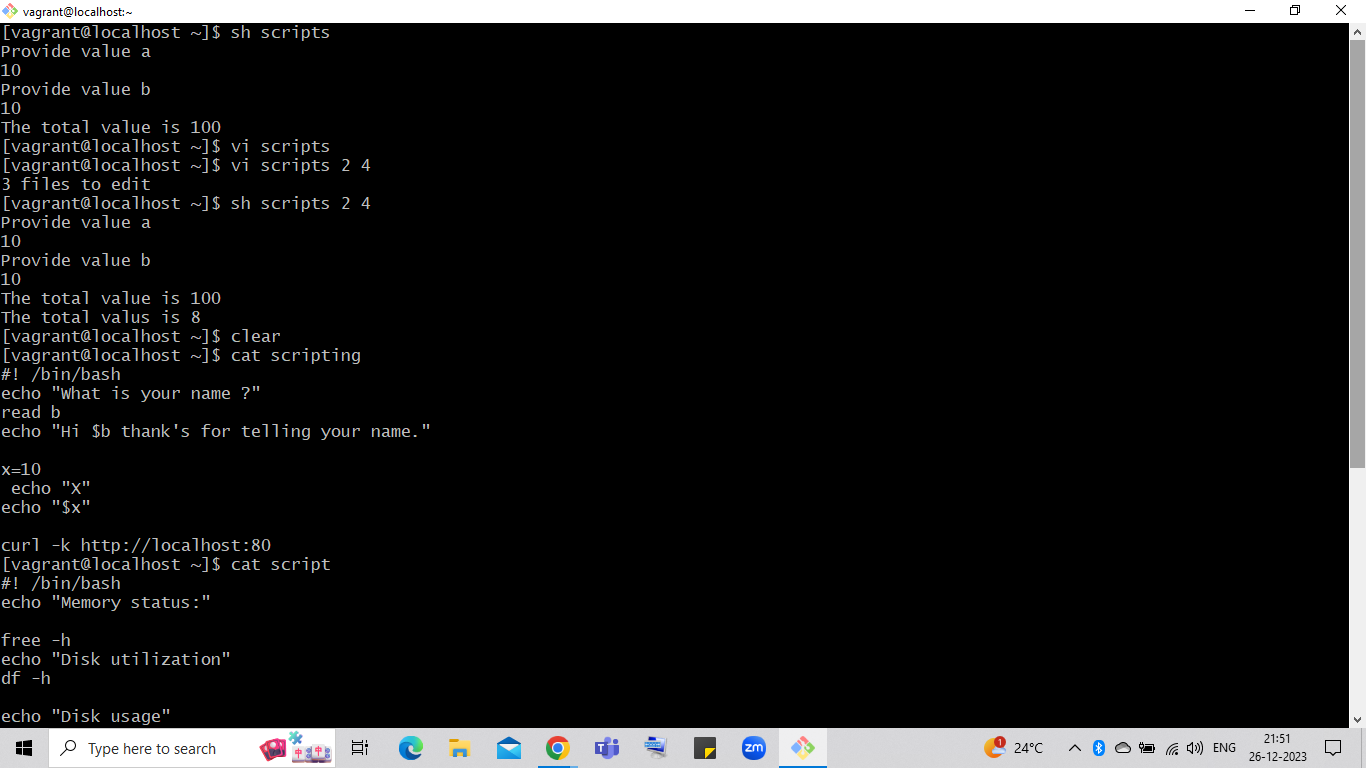 vagrant@localhost:~
[vagrant@localhost ~]$ sh scripts
Provide value a
10
Provide value b
10
The total value is 100
[vagrant@localhost ~]$ vi scripts
[vagrant@localhost ~]$ vi scripts 2 4
3 files to edit
[vagrant@localhost ~]$ sh scripts 2 4
Provide value a
10
Provide value b
10
The total value is 100
The total valus is 8
[vagrant@localhost ~]$ clear
[vagrant@localhost ~]$ cat scripting
#! /bin/bash
echo "What is your name ?"
read b
echo "Hi $b thank's for telling your name."
x=10
 echo "X"
echo "$x"
curl -k http://localhost:80
[vagrant@localhost ~]$ cat script
#! /bin/bash
echo "Memory status:"
free -h
echo "Disk utilization"
df -h
echo "Disk usage"
Type here to search
zm
1
24°C
ENG
21:51
26-12-2023